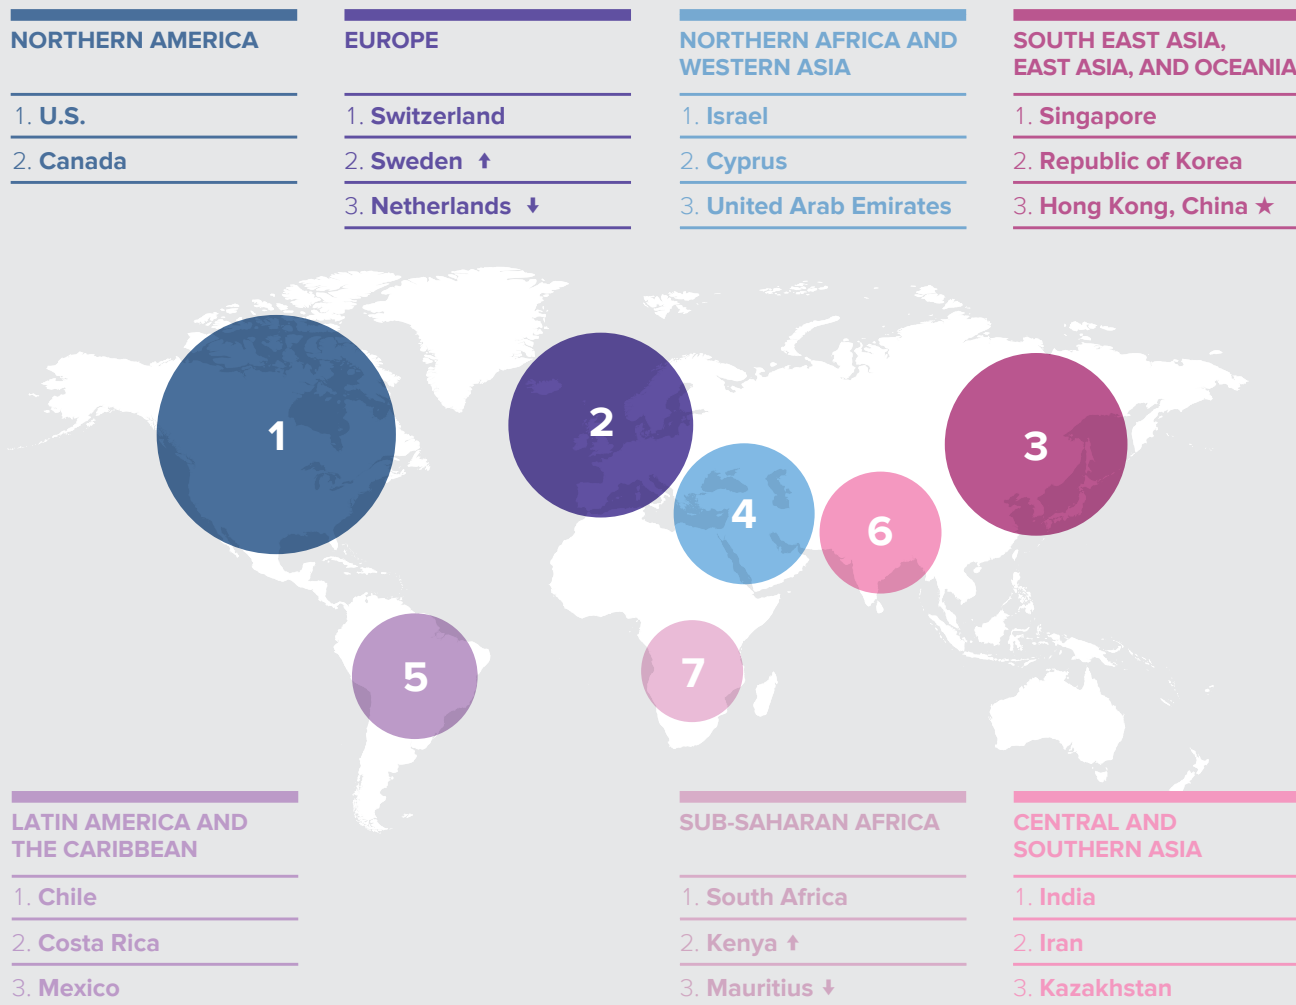 NORTHERN AMERICA
1. U.S.
2. Canada
EUROPE
1. Switzerland
2. Sweden ↑
3. Netherlands ↓
NORTHERN AFRICA AND
WESTERN ASIA
1. Israel
2. Cyprus
3. United Arab Emirates
SOUTH EAST ASIA,
EAST ASIA, AND OCEANIA
1. Singapore
2. Republic of Korea
3. Hong Kong, China ★
1
2
3
4
6
5
7
LATIN AMERICA AND
THE CARIBBEAN
1. Chile
2. Costa Rica
3. Mexico
SUB-SAHARAN AFRICA
1. South Africa
2. Kenya ↑
3. Mauritius ↓
CENTRAL AND
SOUTHERN ASIA
1. India
2. Iran
3. Kazakhstan